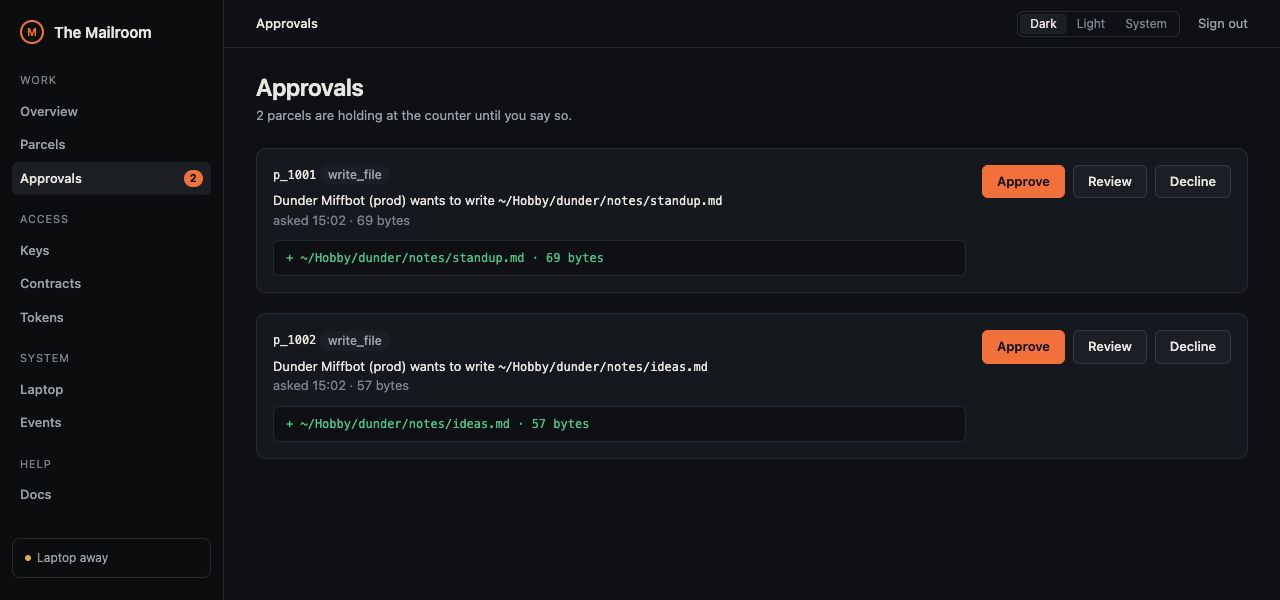 M The Mailroom
WORK
Overview
Parcels
Approvals 2
ACCESS
Keys
Contracts
Tokens
SYSTEM
Laptop
Events
HELP
Docs
Laptop away
Approvals
Dark Light System Sign out
Approvals
2 parcels are holding at the counter until you say so.
p_1001 write_file
Dunder Miffbot (prod) wants to write ~/Hobby/dunder/notes/standup.md
asked 15:02 · 69 bytes
+ ~/Hobby/dunder/notes/standup.md · 69 bytes
Approve Review Decline
p_1002 write_file
Dunder Miffbot (prod) wants to write ~/Hobby/dunder/notes/ideas.md
asked 15:02 · 57 bytes
+ ~/Hobby/dunder/notes/ideas.md · 57 bytes
Approve Review Decline